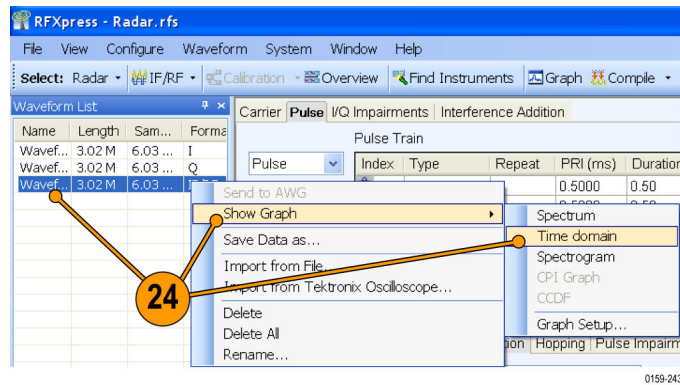 RFXpress - Radar.rfs
File View Configure Waveform System Window Help
Select: Radar IF/RF Calibration Overview Find Instruments Graph Compile
Waveform List
Carrier Pulse I/Q Impairments Interference Addition
Name Length Sam... Forma
Pulse Train
Wavef... 3.02 M 6.03 ... I
Pulse Index Type Repeat PRI (ms) Duration
Wavef... 3.02 M 6.03 ... Q
Wavef... 3.02 M 6.03 ...
0.5000 0.50
Send to AWG
Show Graph
Save Data as...
Import from File...
Import from Tektronix Oscilloscope...
Delete
Delete All
Rename...
Spectrum
Time domain
Spectrogram
CPI Graph
CCDF
Graph Setup...
24
Hopping Pulse Impairm
0159-243